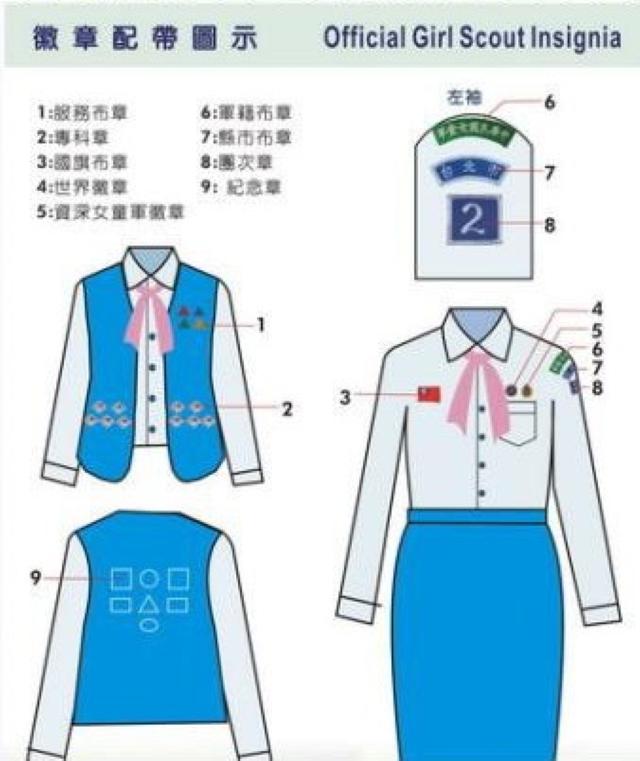 徽章配帶圖示 Official Girl Scout Insignia
1:服務布章
2:專科章
3:國旗布章
4:世界徽章
5:資深女童軍徽章
6:軍籍布章
7:縣市布章
8:團次章
9: 紀念章
左袖
6
台北市
7
2
8
1
2
3
4
5
6
7
8
9